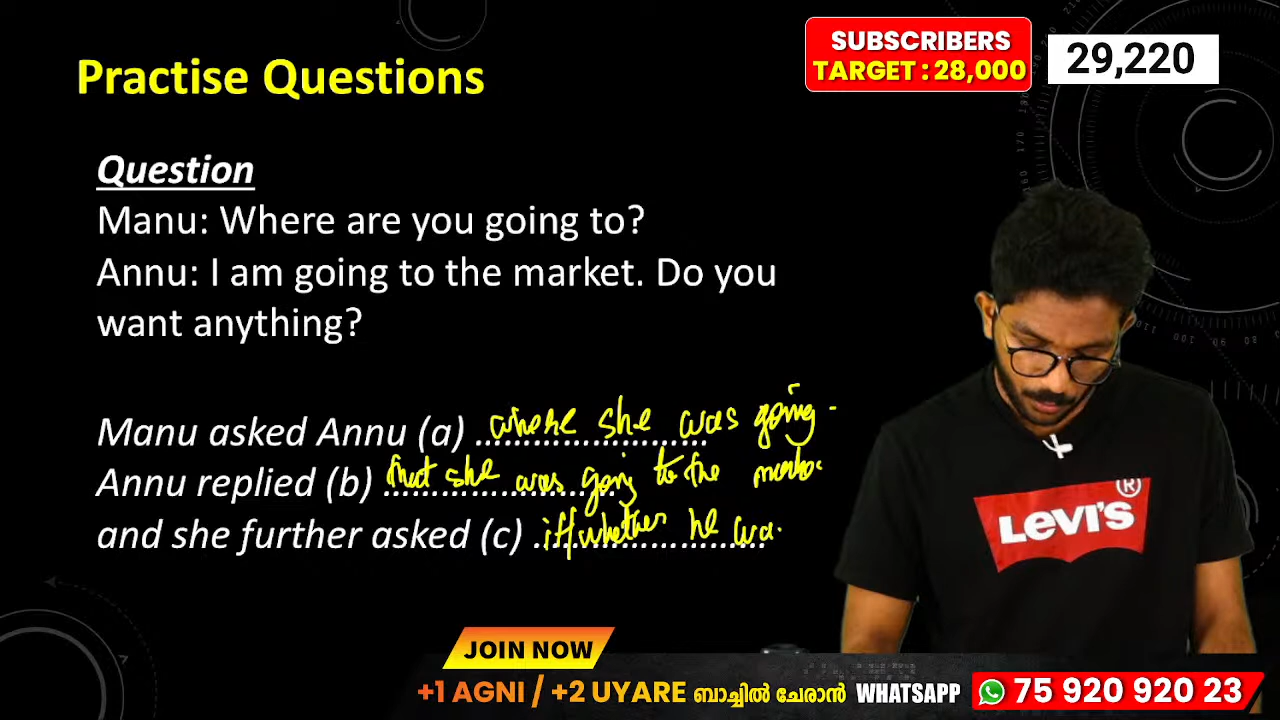 SUBSCRIBERS
TARGET : 28,000
29,220
Practise Questions
Question
Manu: Where are you going to?
Annu: I am going to the market. Do you
want anything?
Manu asked Annu (a) ........................ where she was going
Annu replied (b) ........................ that she was going to the
and she further asked (c) ........................ if/whether he
LEVI'S
®
JOIN NOW
+1 AGNI / +2 UYARE ബാച്ചിൽ ചേരാൻ WHATSAPP 75 920 920 23